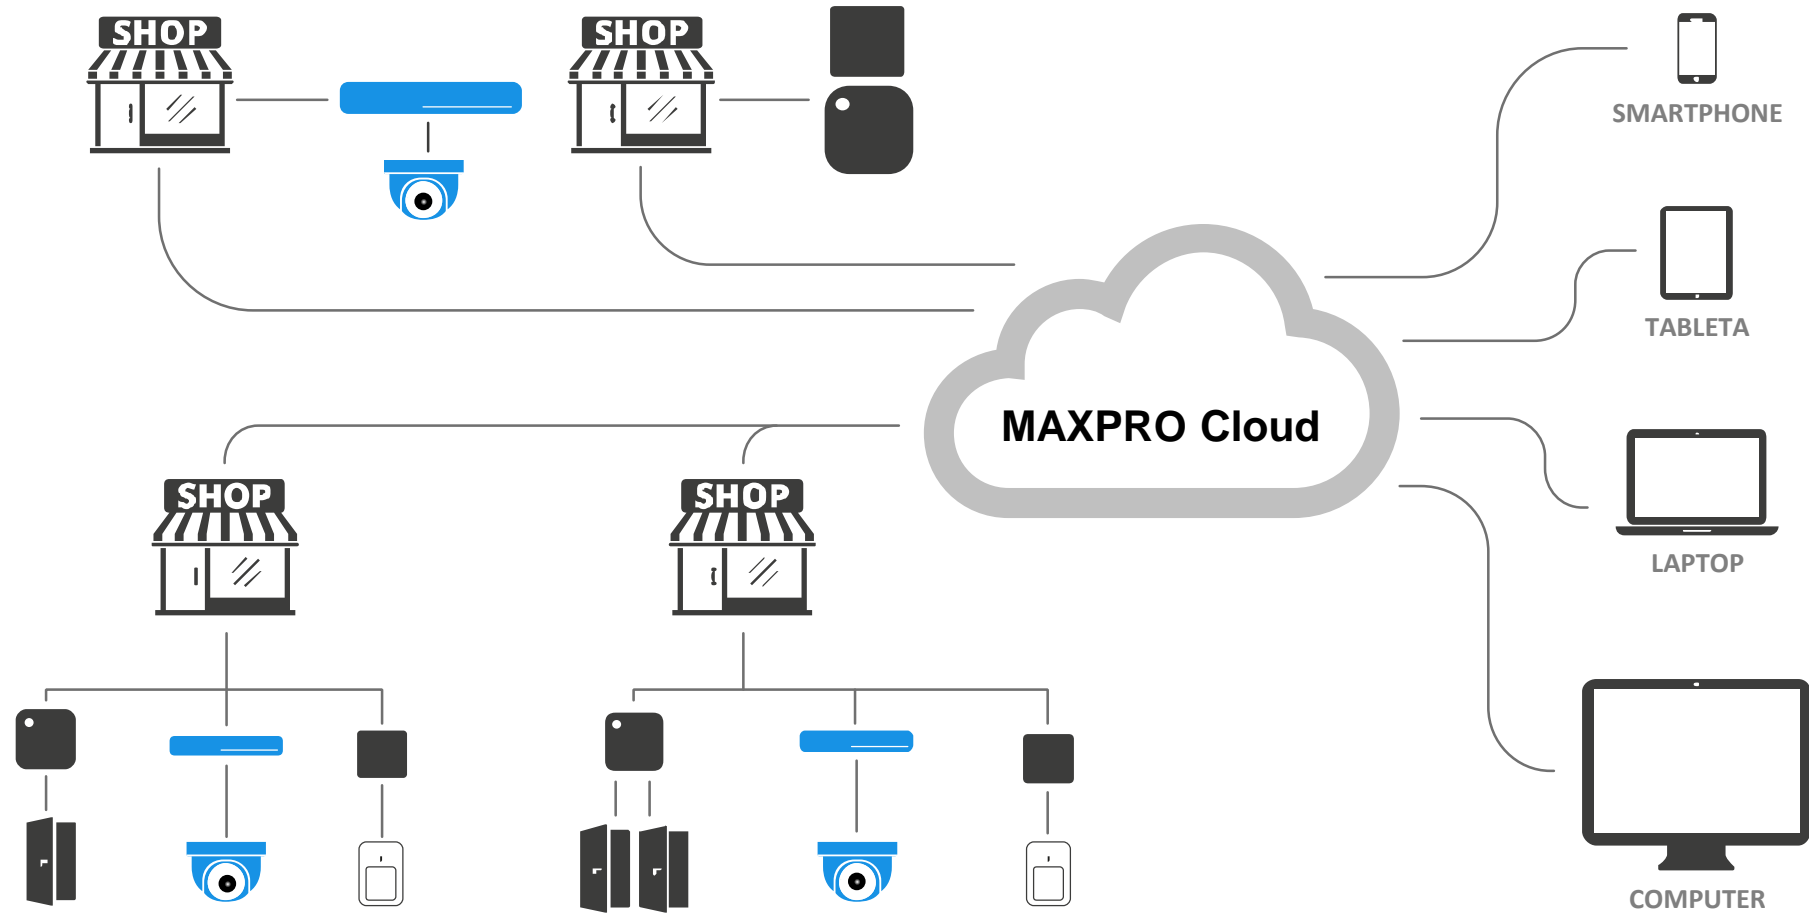 SHOP
SHOP
SMARTPHONE
TABLETA
MAXPRO Cloud
SHOP
SHOP
LAPTOP
COMPUTER